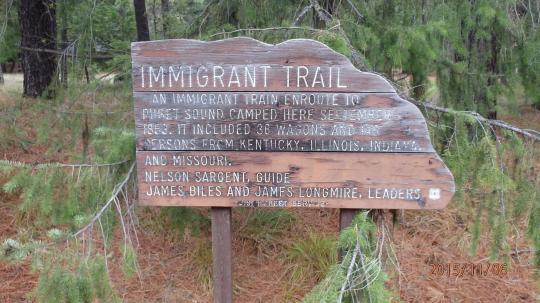 IMMIGRANT TRAIL
AN IMMIGRANT TRAIN ENROUTE TO
PUGET SOUND CAMPED HERE SEPTEMBER
1853. IT INCLUDED 36 WAGONS AND
PERSONS FROM KENTUCKY, ILLINOIS, INDIANA,
AND MISSOURI.
NELSON SARGENT, GUIDE
JAMES BILES AND JAMES LONGMIRE, LEADERS
2015/11/06